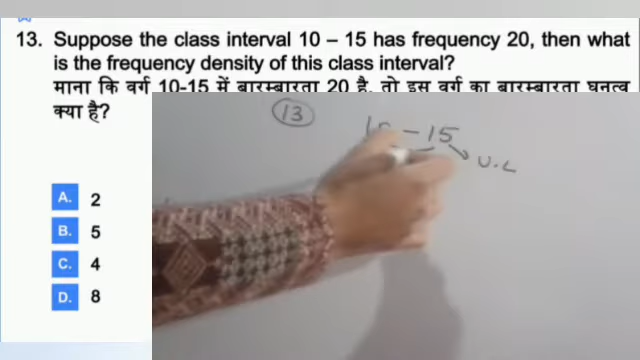 13. Suppose the class interval 10 – 15 has frequency 20, then what
is the frequency density of this class interval?
माना कि वर्ग 10-15 में बारम्बारता 20 है, तो इस वर्ग का बारम्बारता घनत्व
क्या है?
13
– 15
U.L
A. 2
B. 5
C. 4
D. 8